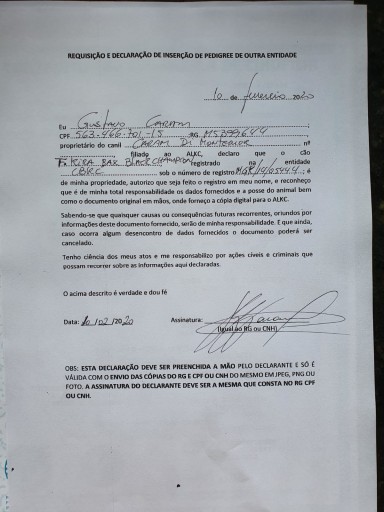 REQUISIÇÃO E DECLARAÇÃO DE INSERÇÃO DE PEDIGREE DE OUTRA ENTIDADE
10 de fevereiro 2020
Eu Gustavo Caram
CPF 563.466.701-15 RG M5399644
proprietário do canil CARAM DI MONTERIOR nº
filiado ao ALKC, declaro que o cão
KIRA BAR BLACK CHAMPION registrado na entidade
CBRC sob o número de registro MGR/14/05444; é
de minha propriedade, autorizo que seja feito o registro em meu nome, e reconheço
que é de minha total responsabilidade os dados fornecidos e a posse do animal bem
como o documento original em mãos, onde forneço a cópia digital para o ALKC.
Sabendo-se que quaisquer causas ou consequências futuras recorrentes, oriundos por
informações deste documento fornecido, serão de minha responsabilidade. E que ainda,
caso ocorra algum desencontro de dados fornecidos o documento poderá ser
cancelado.
Tenho ciência dos meus atos e me responsabilizo por ações cíveis e criminais que
possam recorrer sobre as informações aqui declaradas.
O acima descrito é verdade e dou fé
Data: 10/02/2020 Assinatura:
(Igual ao RG ou CNH)
OBS: ESTA DECLARAÇÃO DEVE SER PREENCHIDA A MÃO PELO DECLARANTE E SÓ É
VÁLIDA COM O ENVIO DAS CÓPIAS DO RG E CPF OU CNH DO MESMO EM JPEG, PNG OU
FOTO. A ASSINATURA DO DECLARANTE DEVE SER A MESMA QUE CONSTA NO RG CPF
OU CNH.